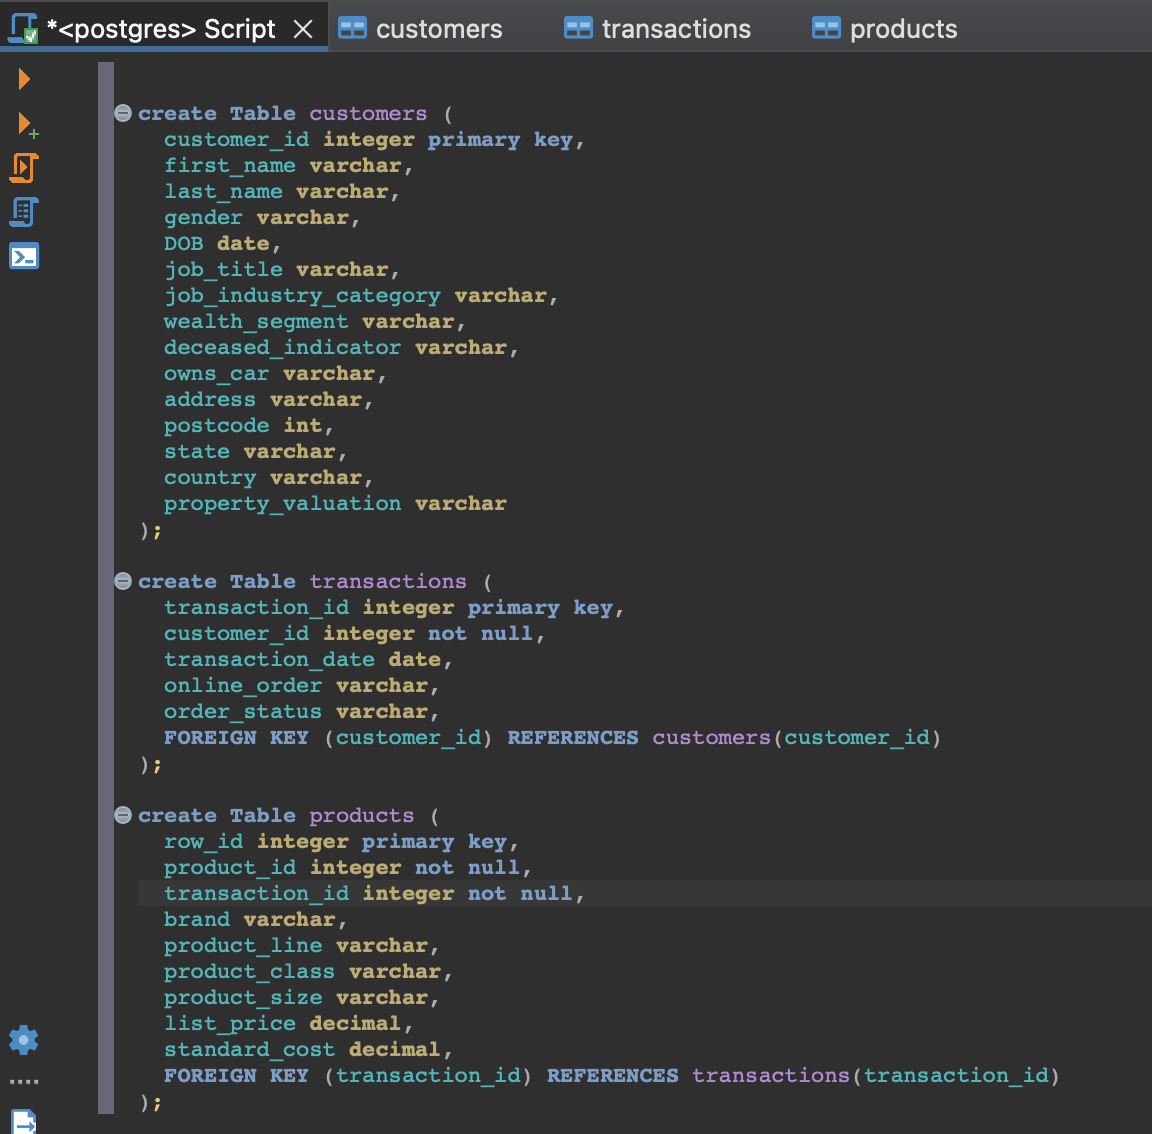 *<postgres> Script
customers
transactions
products
create Table customers (
customer_id integer primary key,
first_name varchar,
last_name varchar,
gender varchar,
DOB date,
job_title varchar,
job_industry_category varchar,
wealth_segment varchar,
deceased_indicator varchar,
owns_car varchar,
address varchar,
postcode int,
state varchar,
country varchar,
property_valuation varchar
);
create Table transactions (
transaction_id integer primary key,
customer_id integer not null,
transaction_date date,
online_order varchar,
order_status varchar,
FOREIGN KEY (customer_id) REFERENCES customers(customer_id)
);
create Table products (
row_id integer primary key,
product_id integer not null,
transaction_id integer not null,
brand varchar,
product_line varchar,
product_class varchar,
product_size varchar,
list_price decimal,
standard_cost decimal,
FOREIGN KEY (transaction_id) REFERENCES transactions(transaction_id)
);